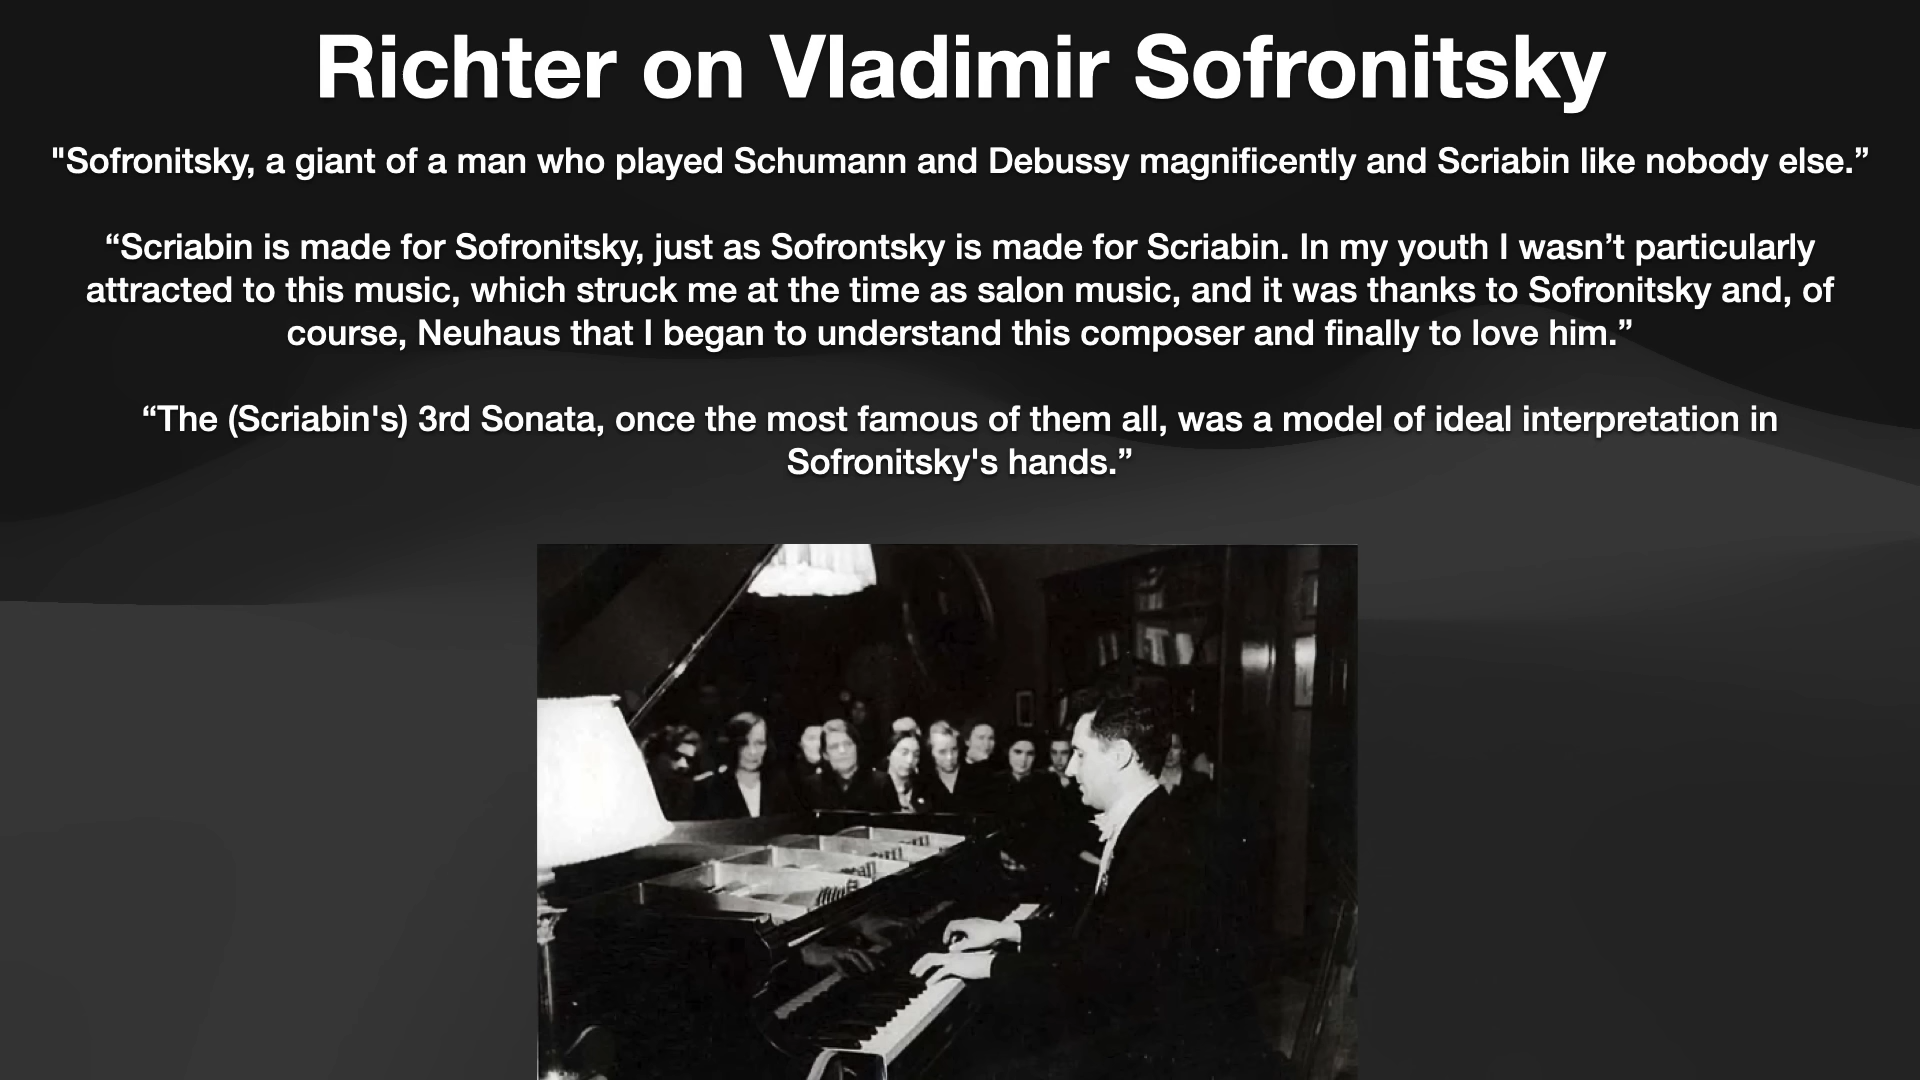 Richter on Vladimir Sofronitsky
"Sofronitsky, a giant of a man who played Schumann and Debussy magnificently and Scriabin like nobody else.”
“Scriabin is made for Sofronitsky, just as Sofrontsky is made for Scriabin. In my youth I wasn’t particularly
attracted to this music, which struck me at the time as salon music, and it was thanks to Sofronitsky and, of
course, Neuhaus that I began to understand this composer and finally to love him.”
“The (Scriabin's) 3rd Sonata, once the most famous of them all, was a model of ideal interpretation in
Sofronitsky's hands.”